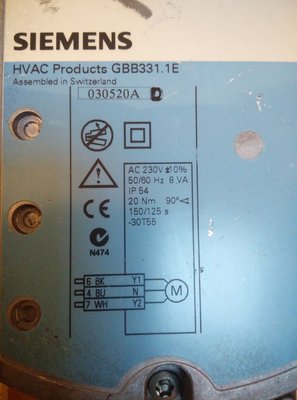 SIEMENS
HVAC Products GBB331.1E
Assembled in Switzerland
030520A D
AC 230V ±10%
50/60 Hz 8 VA
IP 54
20 Nm 90°
150/125 s
-30T55
CE
N474
6 BK Y1
4 BU N
7 WH Y2
M